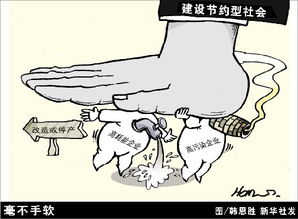 建设节约型社会
改造或停产
高耗能企业
高污染企业
毫不手软
图/韩思胜 新华社发